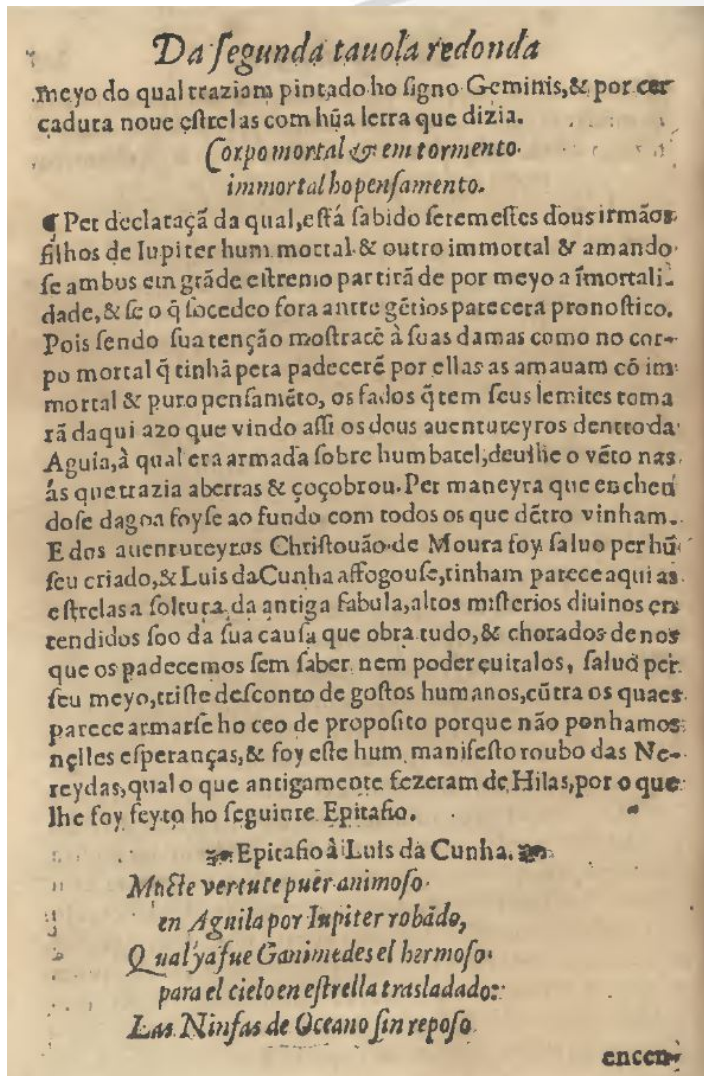 Da ſegunda tauola redonda
meyo do qual traziam pintado ho ſigno Geminis,& por cer
cadura noue eſtrelas com hũa letra que dizia.
Corpo mortal & em tormento
immortal ho penſamento.
¶ Per declaraçã da qual,eſtá ſabido ſerem eſtes dous irmãos
filhos de Iupiter hum mortal & outro immortal & amando
ſe ambos em grãde eſtremo partirã de por meyo a ĩmortali-
dade,& ſe o q̃ ſocedeo fora antre gẽtios parecera pronoſtico.
Pois ſendo ſua tenção moſtrarẽ à ſuas damas como no cor-
po mortal q̃ tinhã pera padecerẽ por ellas as amauam cõ im
mortal & puro penſamẽto, os fados q̃ tem ſeus lemites toma
rã daqui azo que vindo aſſi os dous auentureyros dentro da
Aguia,à qual era armada ſobre hum batel,deulhe o vẽto nas
ás que trazia abertas & çoçobrou.Per maneyra que enchen
doſe dagoa foyſe ao fundo com todos os que dẽtro vinham.
E dos auentureyros Chriſtouão de Moura foy ſaluo per hũ
ſeu criado,& Luis da Cunha affogouſe,tinham parece aqui as
eſtrelas a ſoltura da antiga fabula,altos miſterios diuinos en
tendidos ſoo da ſua cauſa que obra tudo,& chorados de nos
que os padecemos ſem ſaber nem poder euitalos, ſaluo per
ſeu meyo,triſte deſconto de goſtos humanos,cũtra os quaes
parece armarſe ho ceo de propoſito porque não ponhamos
nelles eſperanças,& foy eſte hum manifeſto roubo das Ne-
reydas,qual o que antigamente fezeram de Hilas,por o que
lhe foy feyto ho ſeguinte Epitafio.
Epitafio à Luis da Cunha.
Macte vertute puer animoſo
en Aguila por Iupiter robãdo,
Qual ya fue Ganimedes el hermoſo
para el cielo en eſtrella trasladado:
Las Ninfas de Oceano ſin repoſo
encen-